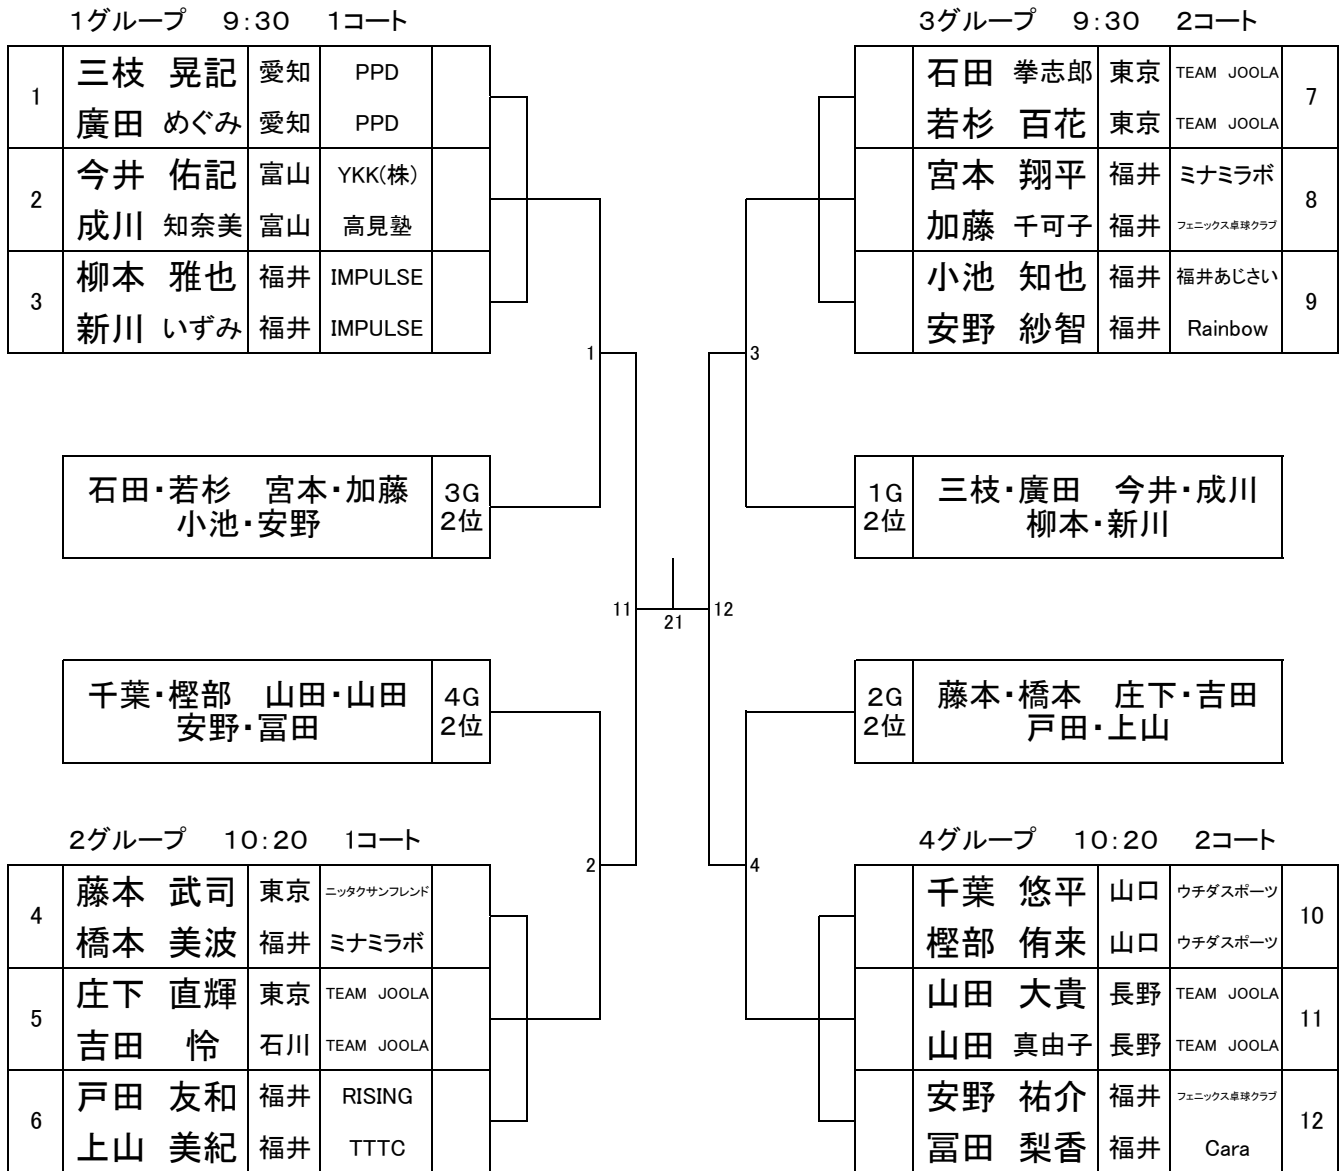 1グループ　9:30　1コート
1
三枝 晃記 愛知 PPD
廣田 めぐみ 愛知 PPD
2
今井 佑記 富山 YKK(株)
成川 知奈美 富山 高見塾
3
柳本 雅也 福井 IMPULSE
新川 いずみ 福井 IMPULSE
3グループ　9:30　2コート
石田 拳志郎 東京 TEAM JOOLA
若杉 百花 東京 TEAM JOOLA
7
宮本 翔平 福井 ミナミラボ
加藤 千可子 福井 フェニックス卓球クラブ
8
小池 知也 福井 福井あじさい
安野 紗智 福井 Rainbow
9
1
3
石田・若杉　宮本・加藤
小池・安野
3G
2位
1G
2位
三枝・廣田　今井・成川
柳本・新川
11
21
12
千葉・樫部　山田・山田
安野・冨田
4G
2位
2G
2位
藤本・橋本　庄下・吉田
戸田・上山
2グループ　10:20　1コート
2
4
藤本 武司 東京 ニッタクサンフレンド
橋本 美波 福井 ミナミラボ
5
庄下 直輝 東京 TEAM JOOLA
吉田 怜 石川 TEAM JOOLA
6
戸田 友和 福井 RISING
上山 美紀 福井 TTTC
4グループ　10:20　2コート
4
千葉 悠平 山口 ウチダスポーツ
樫部 侑来 山口 ウチダスポーツ
10
山田 大貴 長野 TEAM JOOLA
山田 真由子 長野 TEAM JOOLA
11
安野 祐介 福井 フェニックス卓球クラブ
冨田 梨香 福井 Cara
12